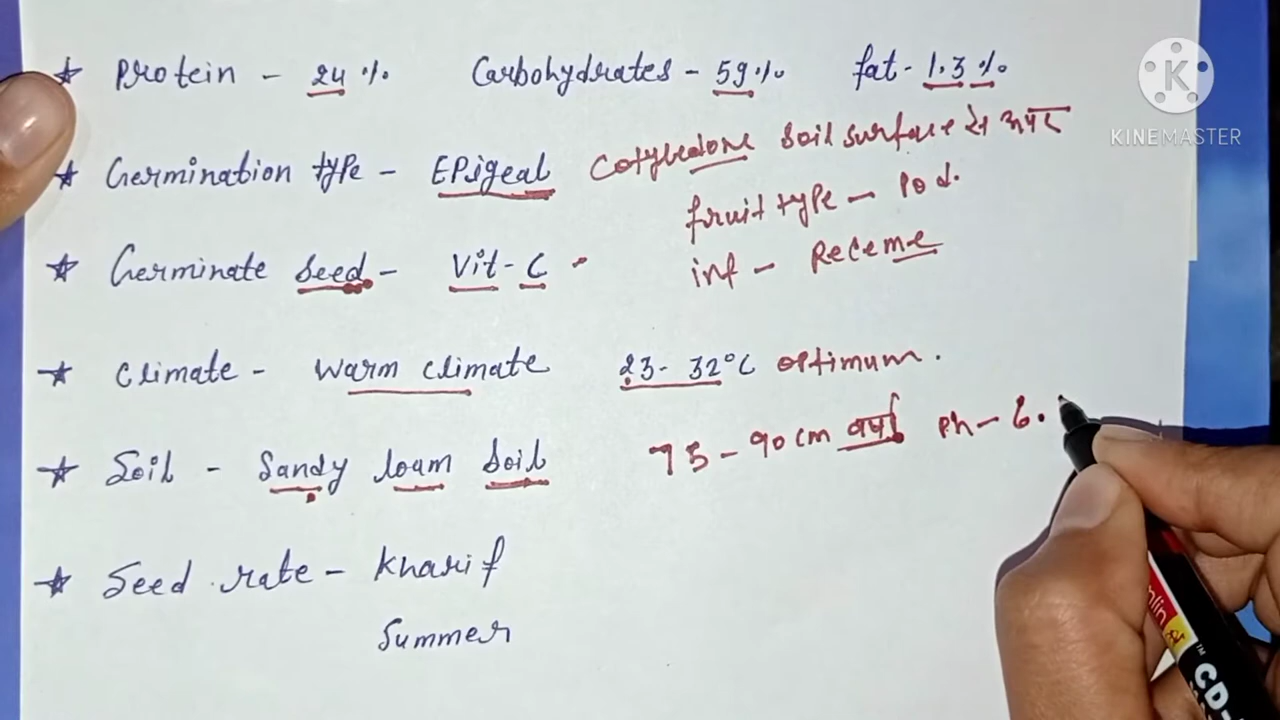 Protein - 24 %. Carbohydrates - 59 %. fat - 1.3 %.
KINEMASTER
Germination type - EPigeal Cotyledone soil surface से ऊपर
fruit type - Pod.
Germinate seed - Vit - C
inf - Receme
Climate - warm climate 23 - 32°C optimum.
75 - 90 cm वर्षा Ph - 6.
Soil - Sandy loam Soil
Seed rate - Kharif
Summer
CD-